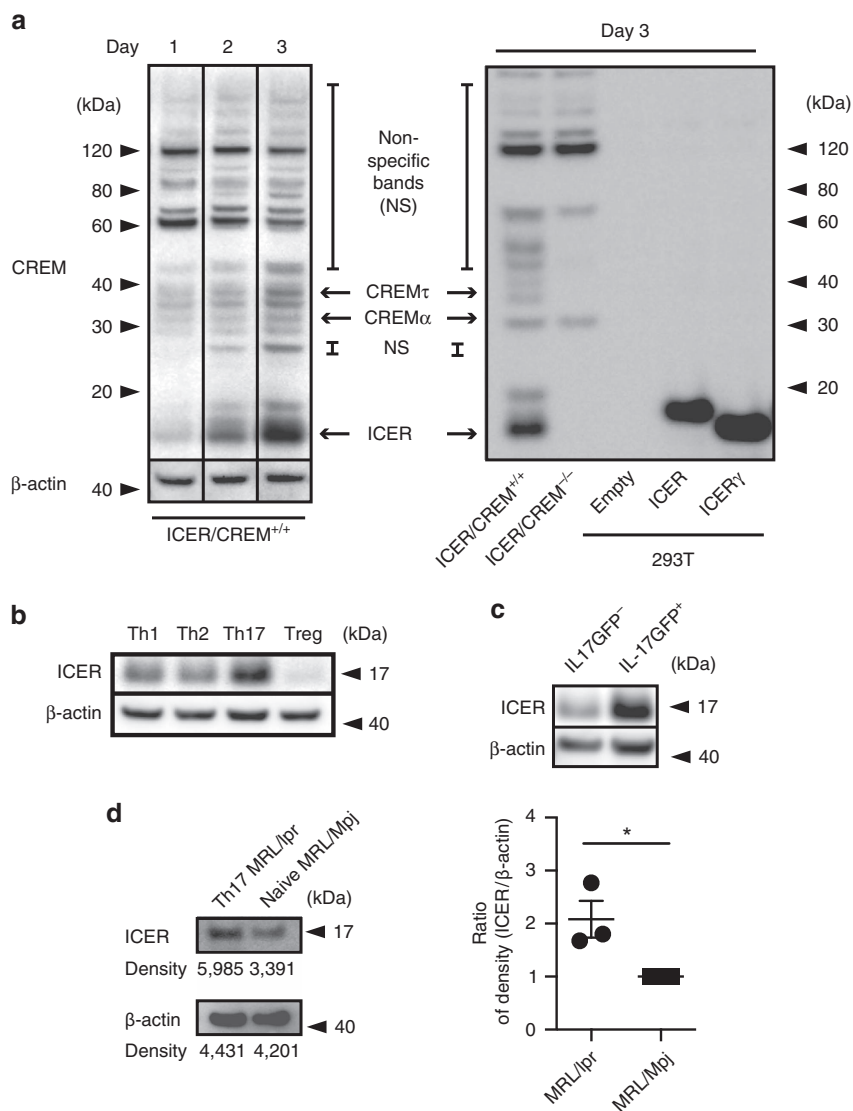 a
Day 1 2 3
(kDa)
120
80
60
CREM
40
30
20
β-actin
40
ICER/CREM+/+
Non-
specific
bands
(NS)
CREMτ
CREMα
NS
ICER
Day 3
(kDa)
120
80
60
40
30
20
ICER/CREM+/+
ICER/CREM−/−
Empty
ICER
ICERγ
293T
b
Th1 Th2 Th17 Treg (kDa)
ICER 17
β-actin
40
c
IL17GFP−
IL-17GFP+
(kDa)
ICER 17
β-actin
40
d
Th17 MRL/lpr
Naive MRL/Mpj
(kDa)
ICER 17
Density 5,985 3,391
β-actin
40
Density 4,431 4,201
Ratio
of density (ICER/β-actin)
4
3
2
1
0
*
MRL/lpr
MRL/Mpj